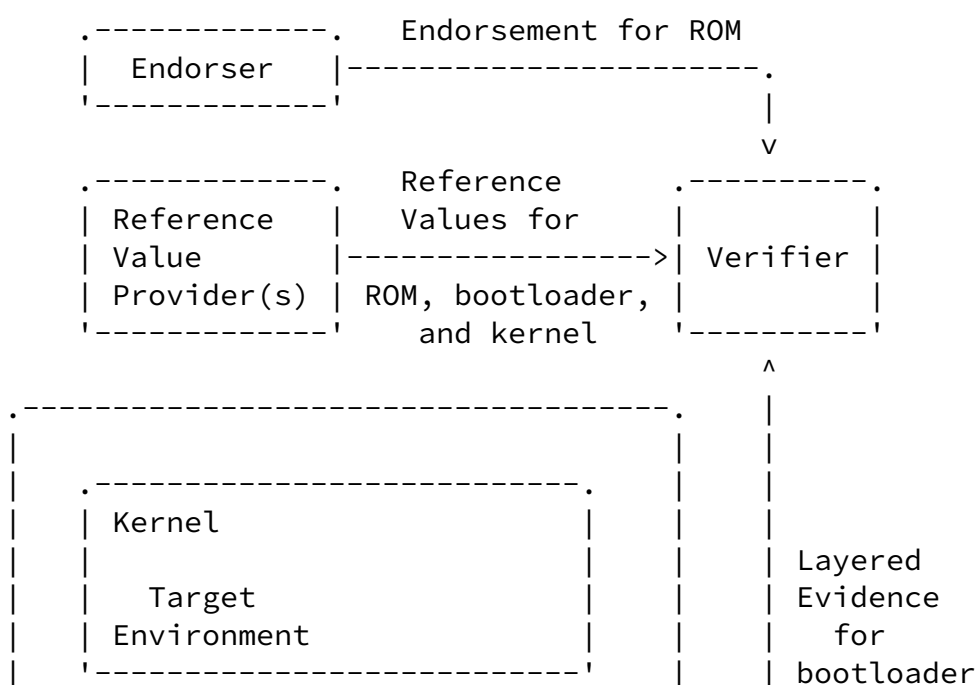 Endorsement for ROM
Endorser
Reference
Reference Values for
Value Verifier
Provider(s) ROM, bootloader,
and kernel
Kernel
Layered
Target Evidence
Environment for
bootloader